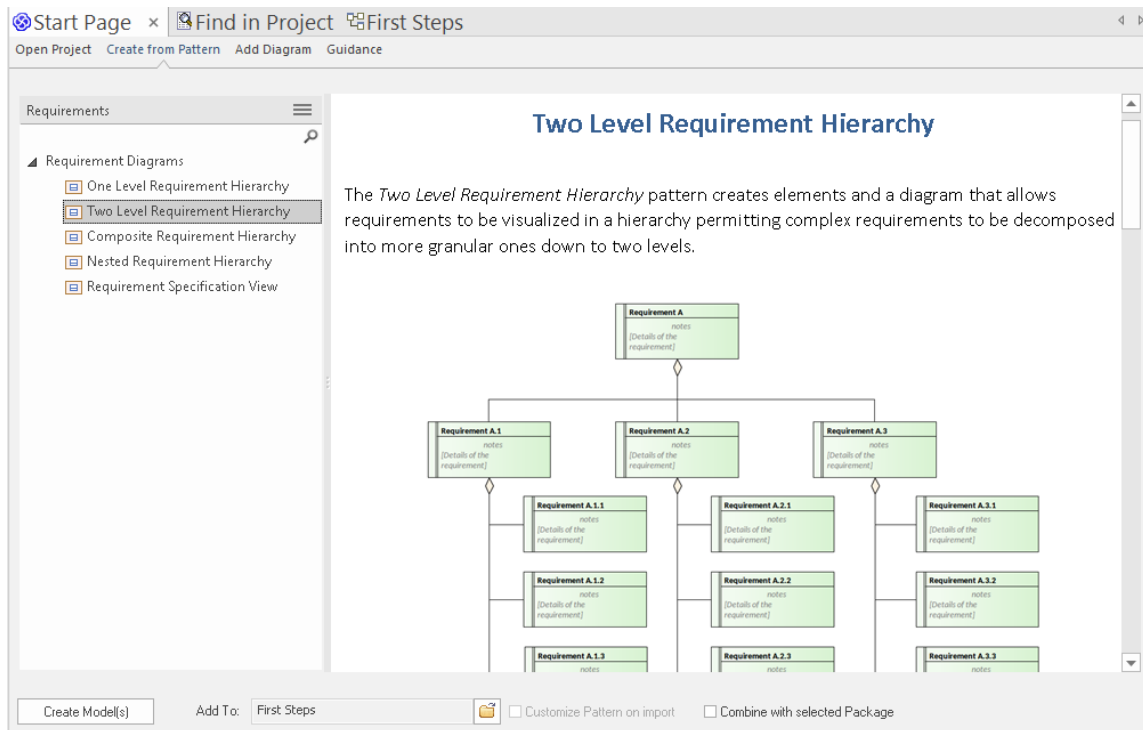 Start Page × Find in Project First Steps
Open Project Create from Pattern Add Diagram Guidance
Requirements
Requirement Diagrams
One Level Requirement Hierarchy
Two Level Requirement Hierarchy
Composite Requirement Hierarchy
Nested Requirement Hierarchy
Requirement Specification View
Two Level Requirement Hierarchy
The Two Level Requirement Hierarchy pattern creates elements and a diagram that allows
requirements to be visualized in a hierarchy permitting complex requirements to be decomposed
into more granular ones down to two levels.
Requirement A
notes
[Details of the
requirement]
Requirement A.1
notes
[Details of the
requirement]
Requirement A.2
notes
[Details of the
requirement]
Requirement A.3
notes
[Details of the
requirement]
Requirement A.1.1
notes
[Details of the
requirement]
Requirement A.2.1
notes
[Details of the
requirement]
Requirement A.3.1
notes
[Details of the
requirement]
Requirement A.1.2
notes
[Details of the
requirement]
Requirement A.2.2
notes
[Details of the
requirement]
Requirement A.3.2
notes
[Details of the
requirement]
Requirement A.1.3
notes
Requirement A.2.3
notes
Requirement A.3.3
notes
Create Model(s) Add To: First Steps Customize Pattern on import Combine with selected Package